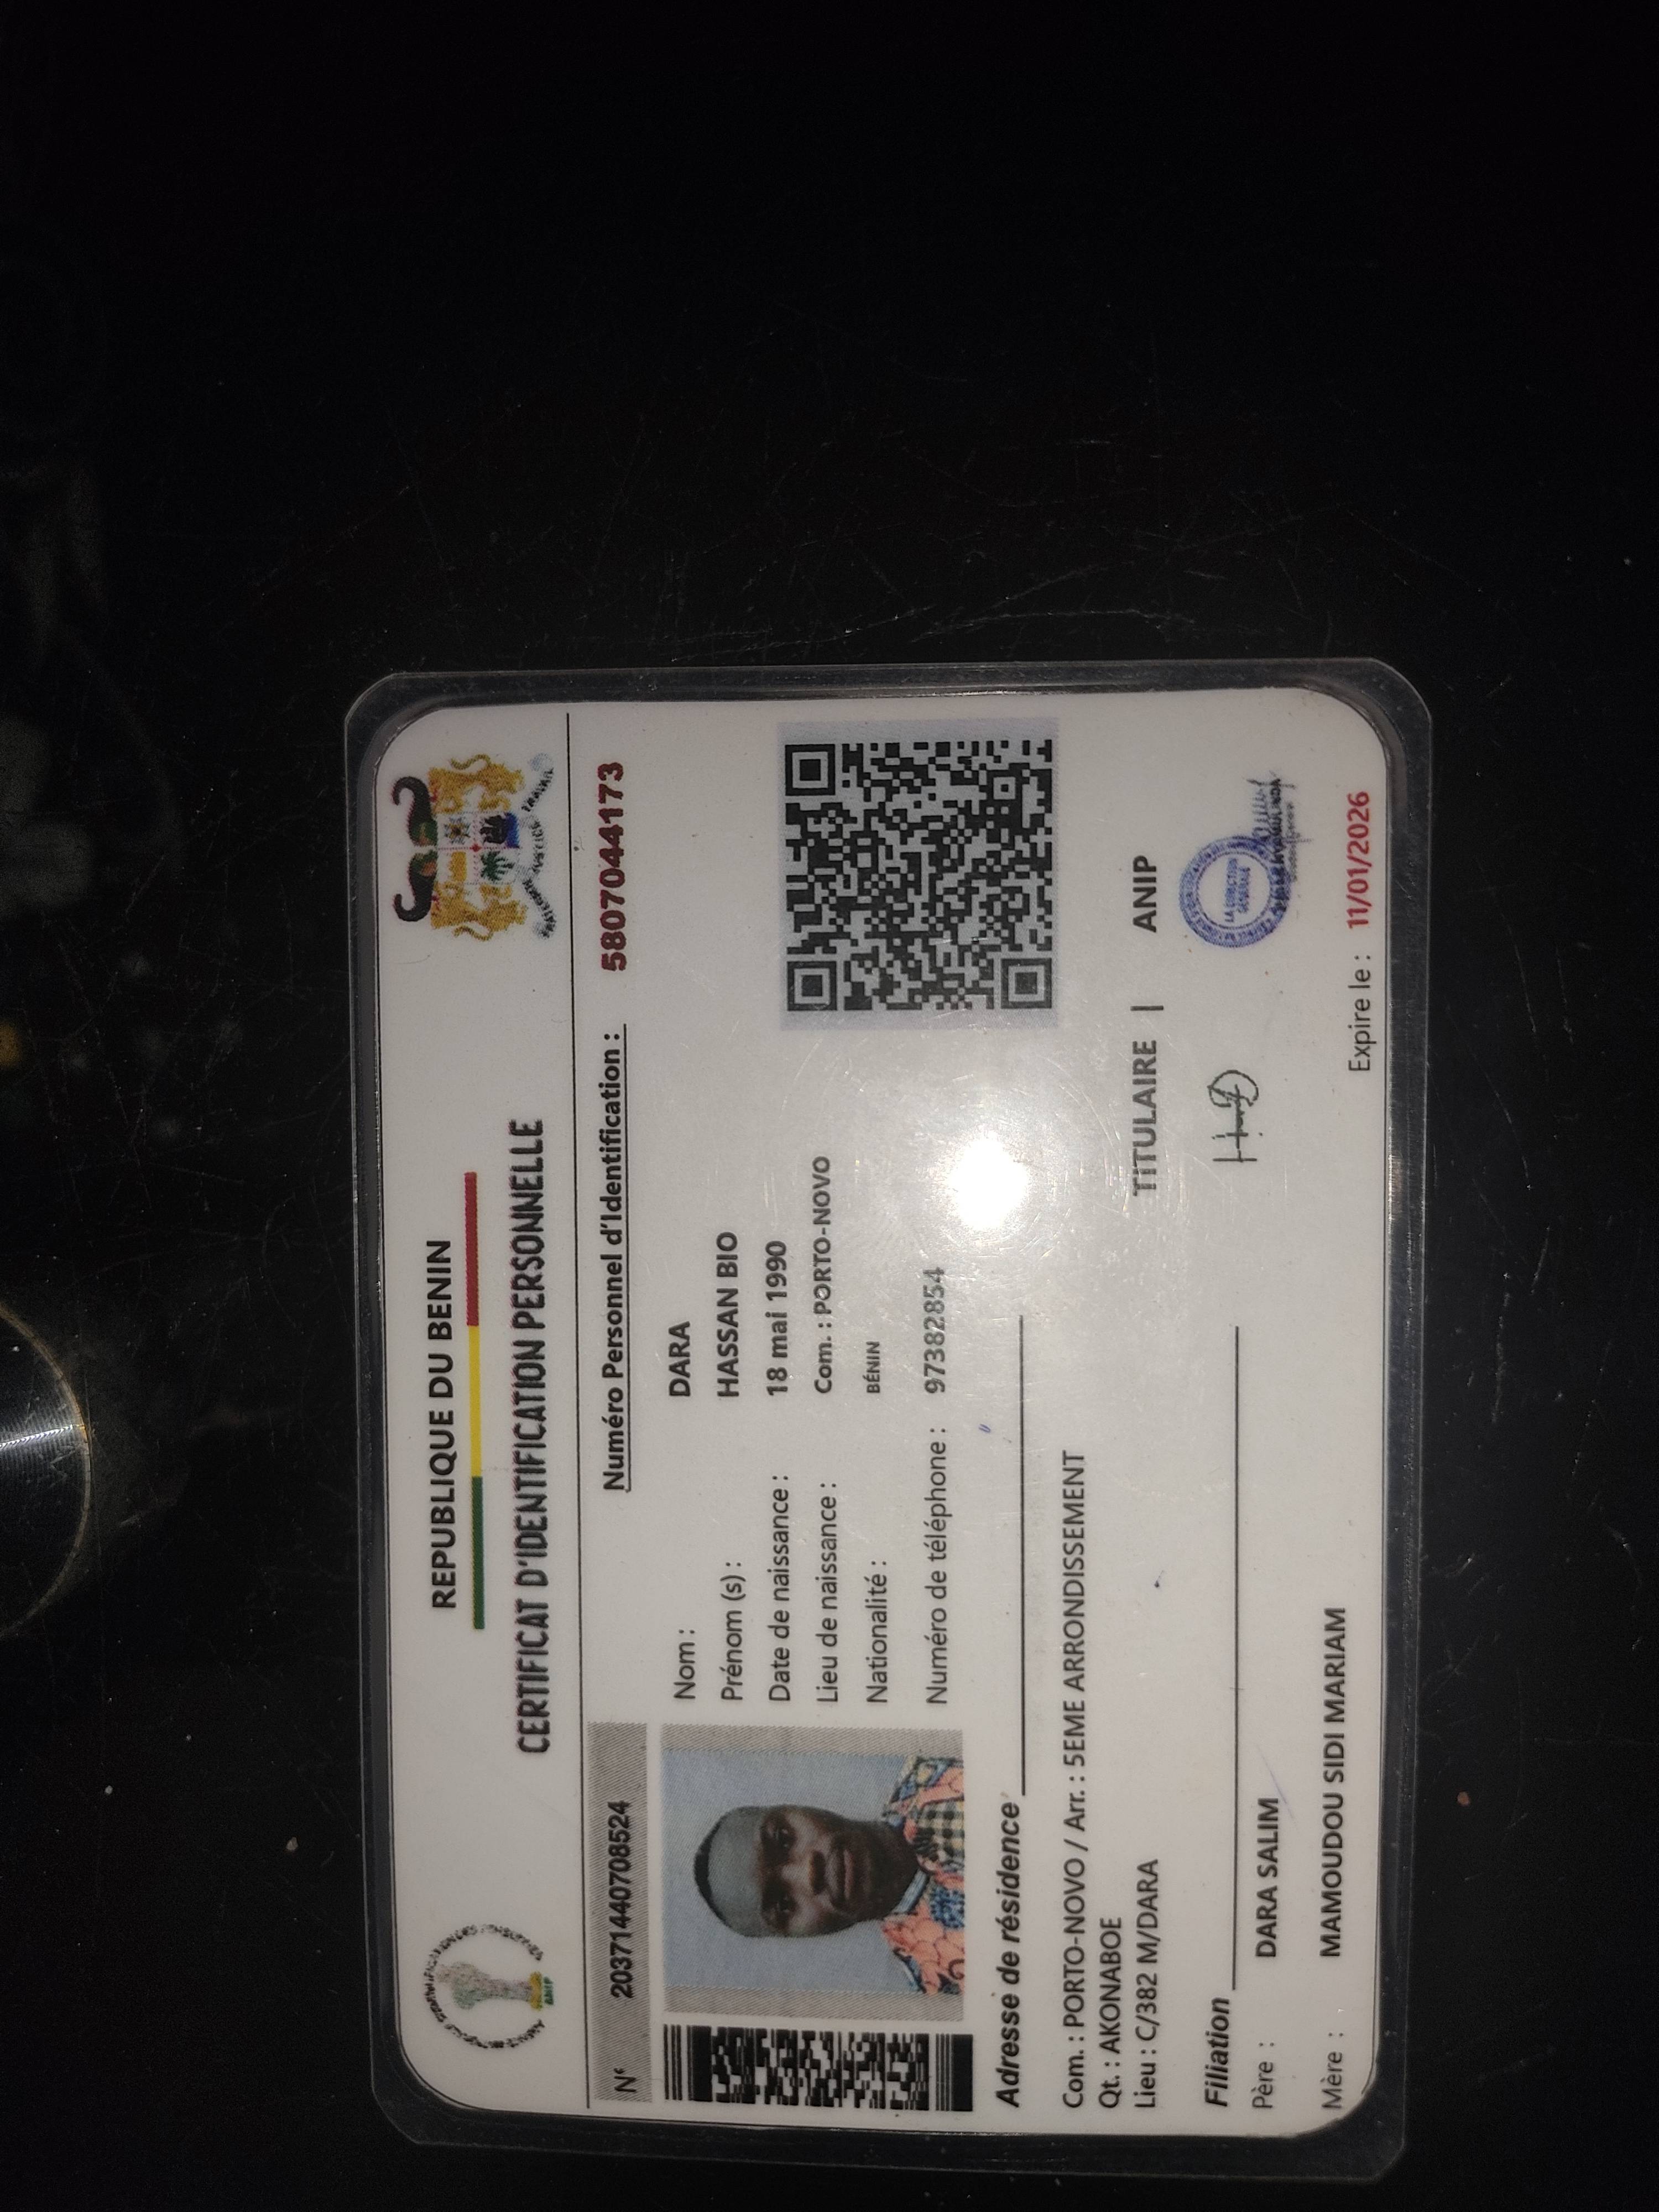 REPUBLIQUE DU BENIN
CERTIFICAT D'IDENTIFICATION PERSONNELLE
N° 20371440708524
Numéro Personnel d'Identification : 5807044173
Nom : DARA
Prénom (s) : HASSAN BIO
Date de naissance : 18 mai 1990
Lieu de naissance : Com. : PORTO-NOVO
Nationalité : BÉNIN
Numéro de téléphone : 97382854
Adresse de résidence
Com. : PORTO-NOVO / Arr. : 5EME ARRONDISSEMENT
Qt. : AKONABOE
Lieu : C/382 M/DARA
TITULAIRE | ANIP
LA DIRECTION GENERALE
Filiation
Père : DARA SALIM
Mère : MAMOUDOU SIDI MARIAM
Expire le : 11/01/2026